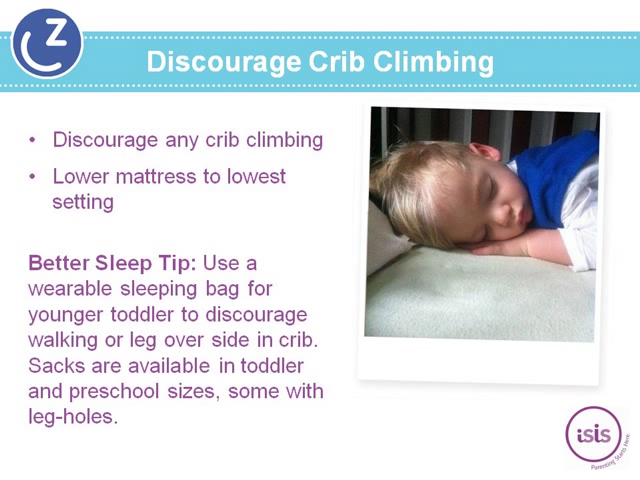 Z
Discourage Crib Climbing
• Discourage any crib climbing
• Lower mattress to lowest
setting
Better Sleep Tip: Use a
wearable sleeping bag for
younger toddler to discourage
walking or leg over side in crib.
Sacks are available in toddler
and preschool sizes, some with
leg-holes.
isis
Parenting Starts Here